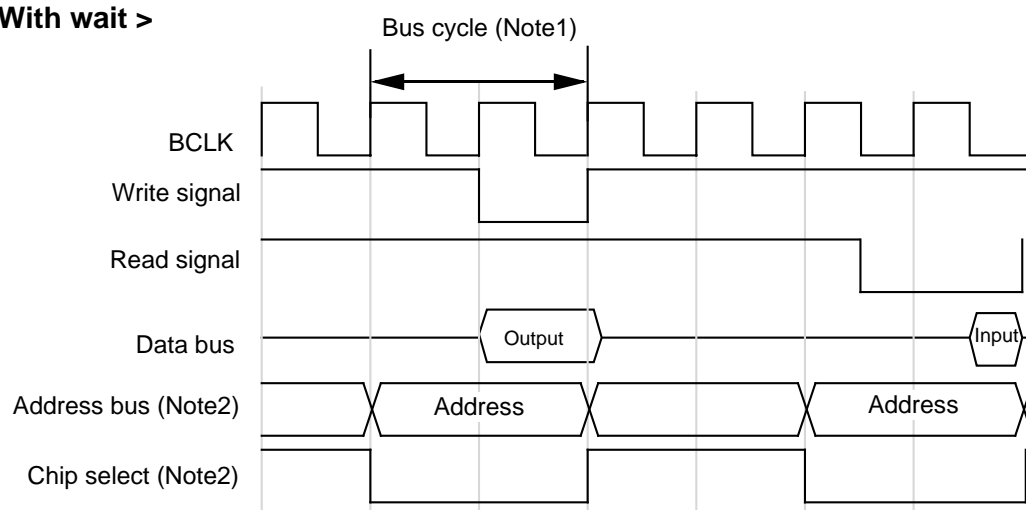 With wait >
Bus cycle (Note1)
BCLK
Write signal
Read signal
Data bus
Output
Input
Address bus (Note2)
Address
Address
Chip select (Note2)